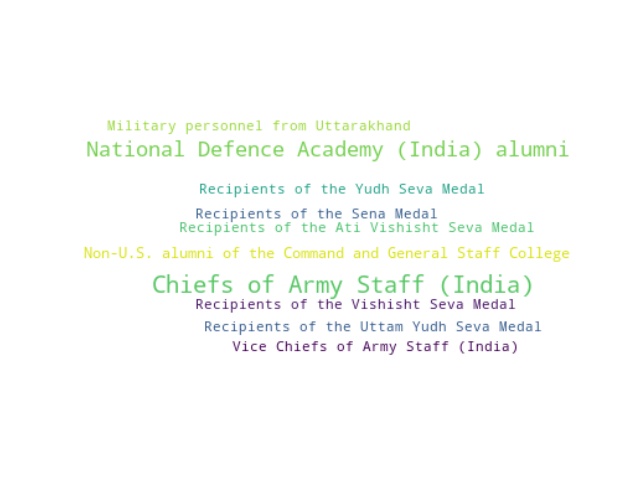 Military personnel from Uttarakhand
National Defence Academy (India) alumni
Recipients of the Yudh Seva Medal
Recipients of the Sena Medal
Recipients of the Ati Vishisht Seva Medal
Non-U.S. alumni of the Command and General Staff College
Chiefs of Army Staff (India)
Recipients of the Vishisht Seva Medal
Recipients of the Uttam Yudh Seva Medal
Vice Chiefs of Army Staff (India)